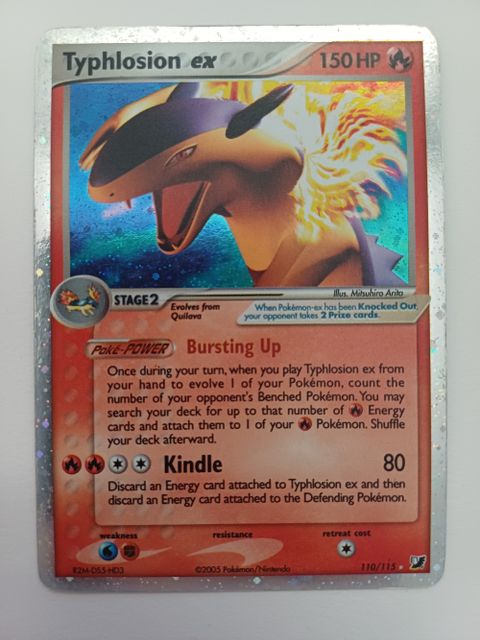 Typhlosion ex 150 HP
Illus. Mitsuhiro Arita
STAGE 2
Evolves from
Quilava
When Pokémon-ex has been Knocked Out,
your opponent takes 2 Prize cards.
Poké-POWER Bursting Up
Once during your turn, when you play Typhlosion ex from
your hand to evolve 1 of your Pokémon, count the
number of your opponent's Benched Pokémon. You may
search your deck for up to that number of Energy
cards and attach them to 1 of your Pokémon. Shuffle
your deck afterward.
Kindle 80
Discard an Energy card attached to Typhlosion ex and then
discard an Energy card attached to the Defending Pokémon.
weakness resistance retreat cost
R2M-D55-HD3 ©2005 Pokémon/Nintendo 110/115